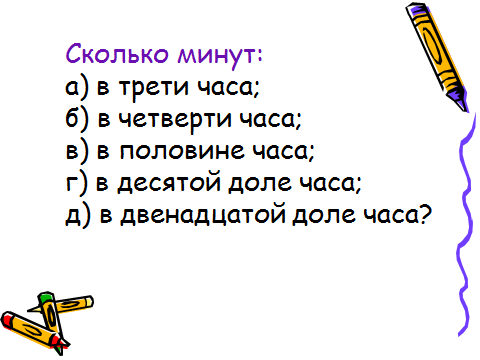 Сколько минут:
а) в трети часа;
б) в четверти часа;
в) в половине часа;
г) в десятой доле часа;
д) в двенадцатой доле часа?